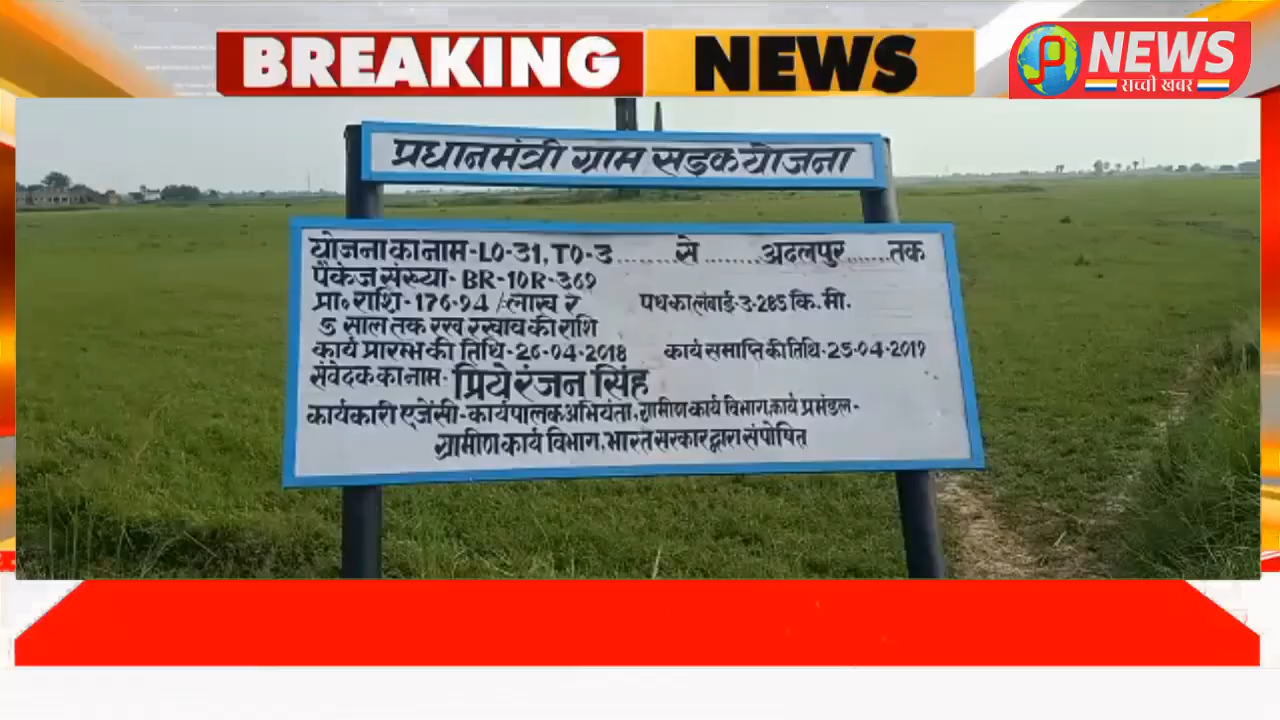 BREAKING NEWS
P NEWS
सच्ची खबर
प्रधानमंत्री ग्राम सड़क योजना
योजना का नाम-L0-31, T0-3.......से.......अदलपुर......तक
पैकेज संख्या- BR-10R-369
प्रा॰ राशि-176-94 /-लाख र पथ का लंबाई-3-285 कि.मी.
5 साल तक रख रखाव की राशि
कार्य प्रारम्भ की तिथि-26-04-2018 कार्य समाप्ति की तिथि-25-04-2019
संवेदक का नाम- प्रिये रंजन सिंह
कार्यकारी एजेंसी-कार्यपालक अभियंता, ग्रामीण कार्य विभाग, कार्य प्रमंडल-
ग्रामीण कार्य विभाग, भारत सरकार द्वारा संपोषित